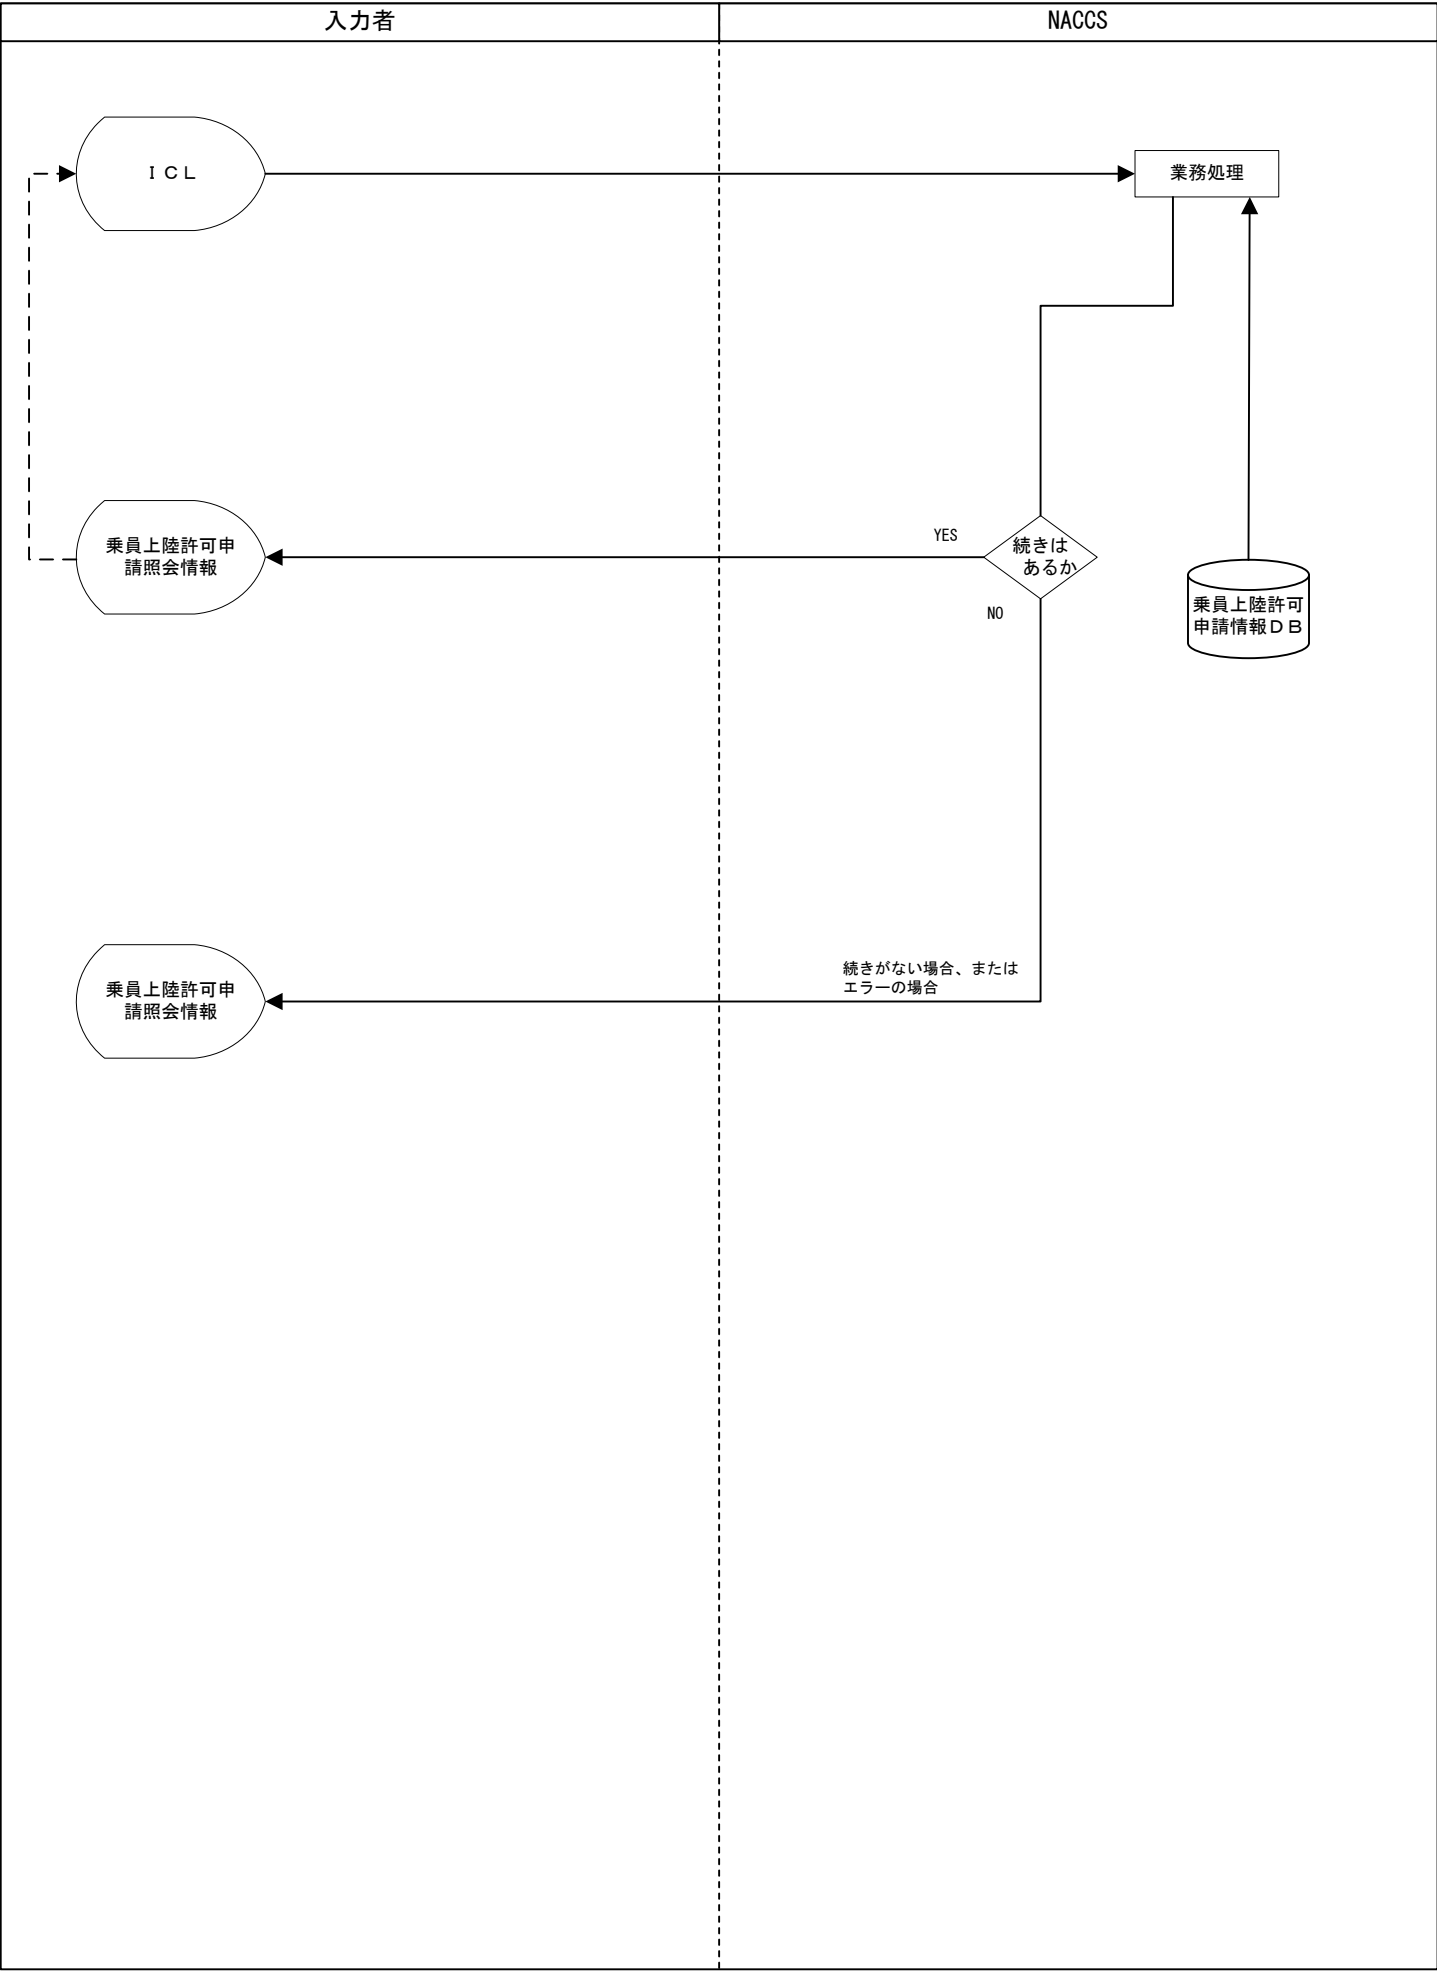 入力者
NACCS
ＩＣＬ
業務処理
乗員上陸許可申
請照会情報
YES
続きは
あるか
NO
乗員上陸許可
申請情報ＤＢ
乗員上陸許可申
請照会情報
続きがない場合、または
エラーの場合